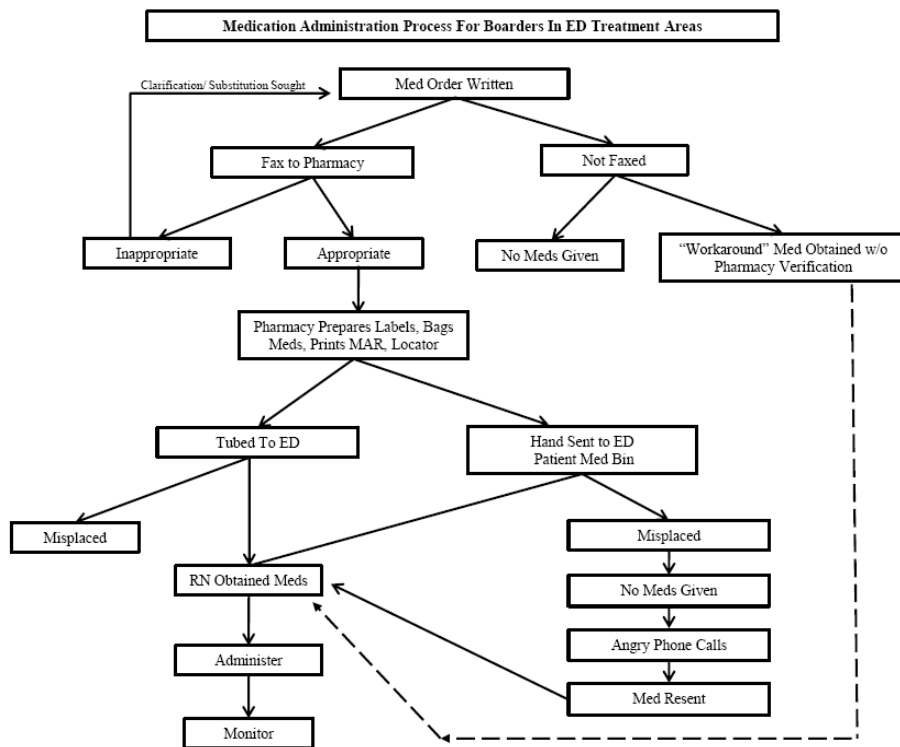 Medication Administration Process For Boarders In ED Treatment Areas
Clarification/ Substitution Sought
Med Order Written
Fax to Pharmacy
Not Faxed
Inappropriate
Appropriate
No Meds Given
“Workaround” Med Obtained w/o
Pharmacy Verification
Pharmacy Prepares Labels, Bags
Meds, Prints MAR, Locator
Tubed To ED
Hand Sent to ED
Patient Med Bin
Misplaced
Misplaced
RN Obtained Meds
No Meds Given
Angry Phone Calls
Administer
Med Resent
Monitor